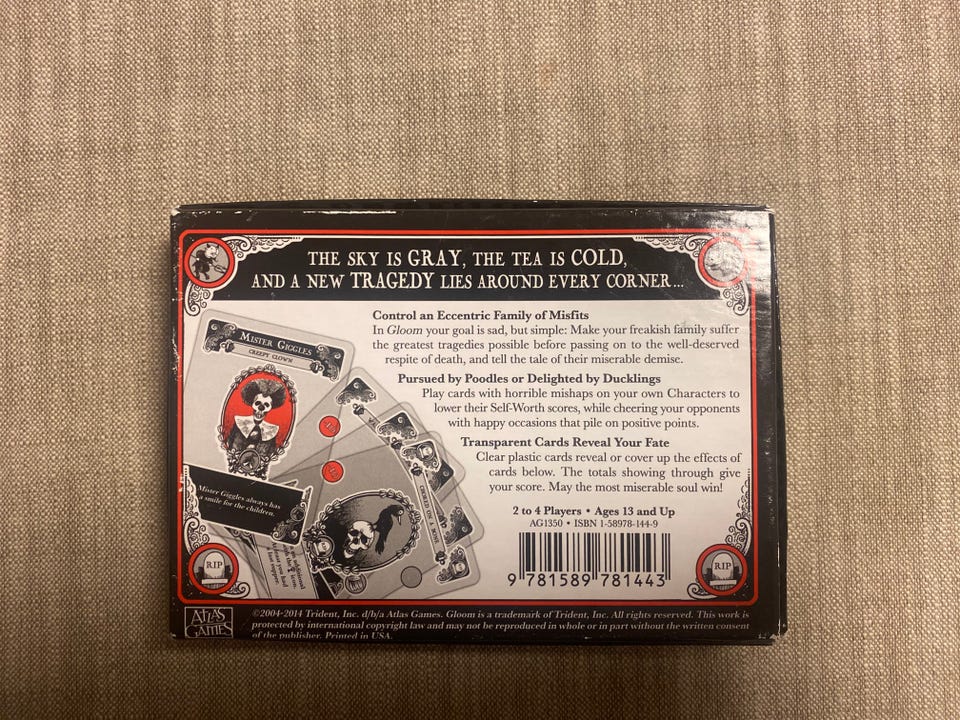 THE SKY IS GRAY, THE TEA IS COLD,
AND A NEW TRAGEDY LIES AROUND EVERY CORNER...
Control an Eccentric Family of Misfits
In Gloom your goal is sad, but simple: Make your freakish family suffer
the greatest tragedies possible before passing on to the well-deserved
respite of death, and tell the tale of their miserable demise.
Pursued by Poodles or Delighted by Ducklings
Play cards with horrible mishaps on your own Characters to
lower their Self-Worth scores, while cheering your opponents
with happy occasions that pile on positive points.
Transparent Cards Reveal Your Fate
Clear plastic cards reveal or cover up the effects of
cards below. The totals showing through give
your score. May the most miserable soul win!
2 to 4 Players • Ages 13 and Up
AG1350 • ISBN 1-58978-144-9
9 781589 781443
MISTER GIGGLES
CREEPY CLOWN
Mister Giggles always has
a smile for the children.
CHOKED ON A BONE
RIP
RIP
ATLAS
GAMES
©2004-2014 Trident, Inc. d/b/a Atlas Games. Gloom is a trademark of Trident, Inc. All rights reserved. This work is
protected by international copyright law and may not be reproduced in whole or in part without the written consent
of the publisher. Printed in USA.